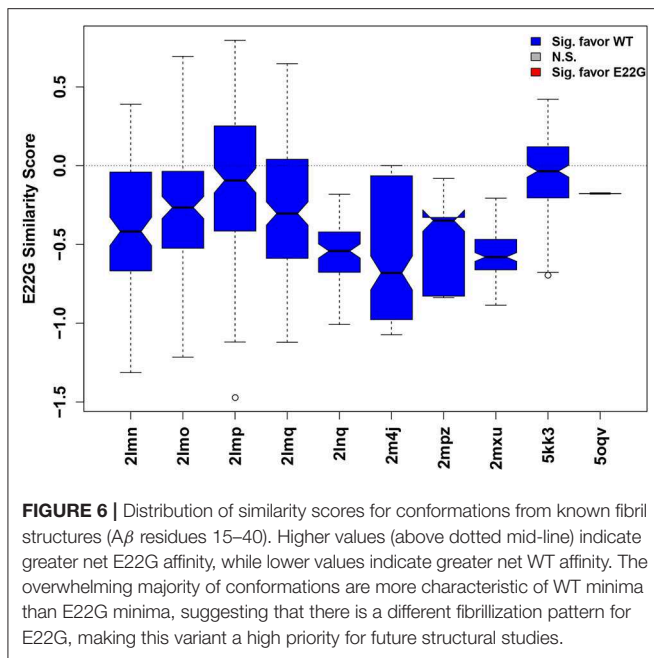 Sig. favor WT
N.S.
Sig. favor E22G
E22G Similarity Score
0.5
0.0
−0.5
−1.0
−1.5
2lmn
2lmo
2lmp
2lmq
2lnq
2m4j
2mpz
2mxu
5kk3
5oqv
FIGURE 6 | Distribution of similarity scores for conformations from known fibril
structures (Aβ residues 15–40). Higher values (above dotted mid-line) indicate
greater net E22G affinity, while lower values indicate greater net WT affinity. The
overwhelming majority of conformations are more characteristic of WT minima
than E22G minima, suggesting that there is a different fibrillization pattern for
E22G, making this variant a high priority for future structural studies.